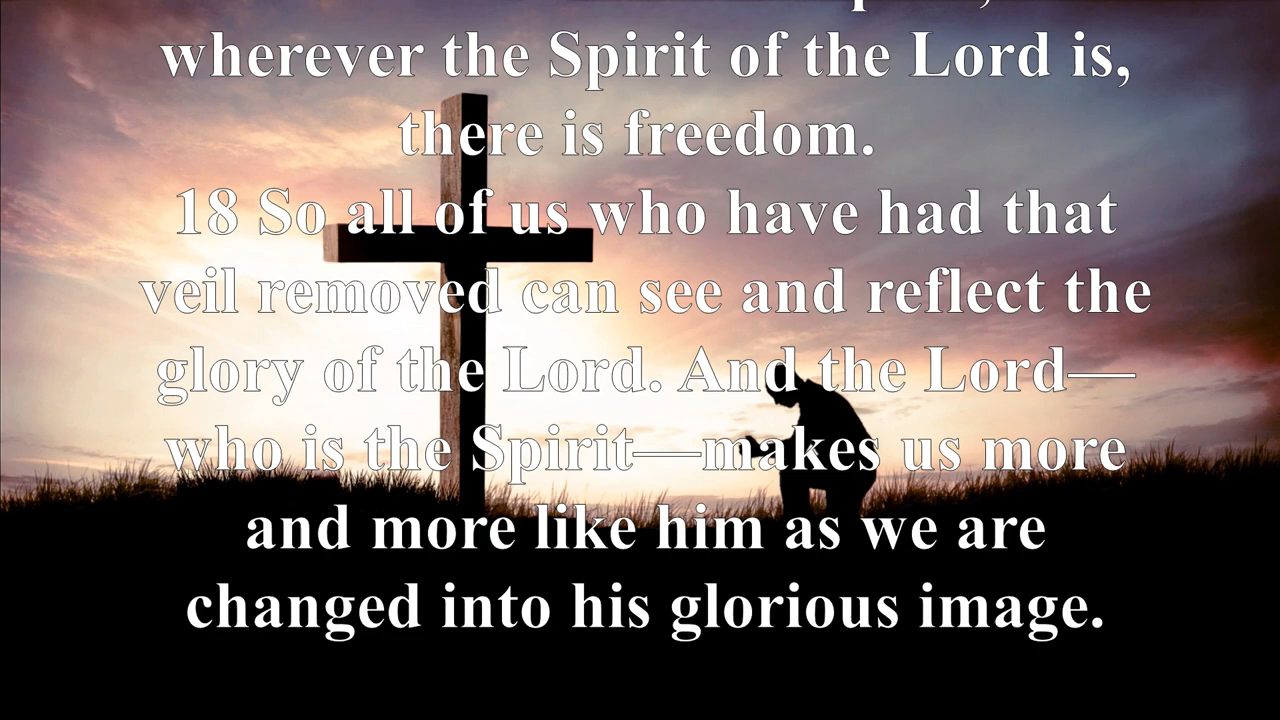 wherever the Spirit of the Lord is,
there is freedom.
18 So all of us who have had that
veil removed can see and reflect the
glory of the Lord. And the Lord—
who is the Spirit—makes us more
and more like him as we are
changed into his glorious image.